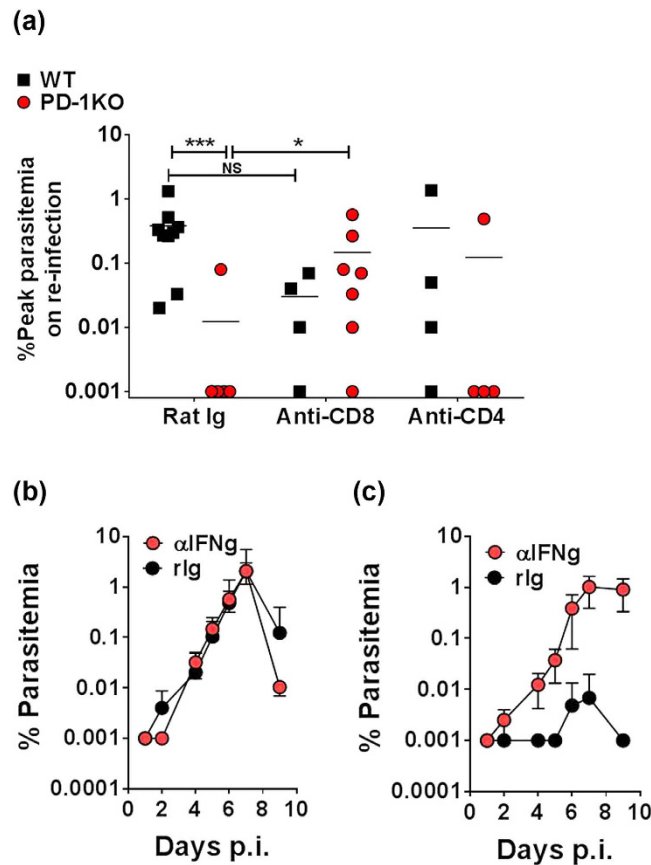 (a)
WT
PD-1KO
%Peak parasitemia
on re-infection
10
1
0.1
0.01
0.001
***
*
NS
Rat Ig
Anti-CD8
Anti-CD4
(b)
% Parasitemia
10
1
0.1
0.01
0.001
0.0001
αIFNg
rIg
0 2 4 6 8 10
Days p.i.
(c)
% Parasitemia
10
1
0.1
0.01
0.001
0.0001
αIFNg
rIg
0 2 4 6 8 10
Days p.i.